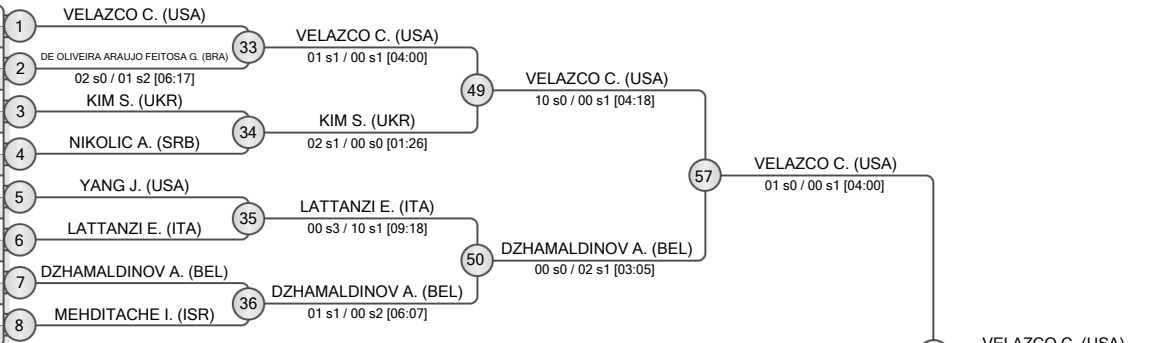 1
VELAZCO C. (USA)
2
DE OLIVEIRA ARAUJO FEITOSA G. (BRA)
02 s0 / 01 s2 [06:17]
33
VELAZCO C. (USA)
01 s1 / 00 s1 [04:00]
3
KIM S. (UKR)
4
NIKOLIC A. (SRB)
34
KIM S. (UKR)
02 s1 / 00 s0 [01:26]
49
VELAZCO C. (USA)
10 s0 / 00 s1 [04:18]
5
YANG J. (USA)
6
LATTANZI E. (ITA)
35
LATTANZI E. (ITA)
00 s3 / 10 s1 [09:18]
7
DZHAMALDINOV A. (BEL)
8
MEHDITACHE I. (ISR)
36
DZHAMALDINOV A. (BEL)
01 s1 / 00 s2 [06:07]
50
DZHAMALDINOV A. (BEL)
00 s0 / 02 s1 [03:05]
57
VELAZCO C. (USA)
01 s0 / 00 s1 [04:00]
VELAZCO C. (USA)